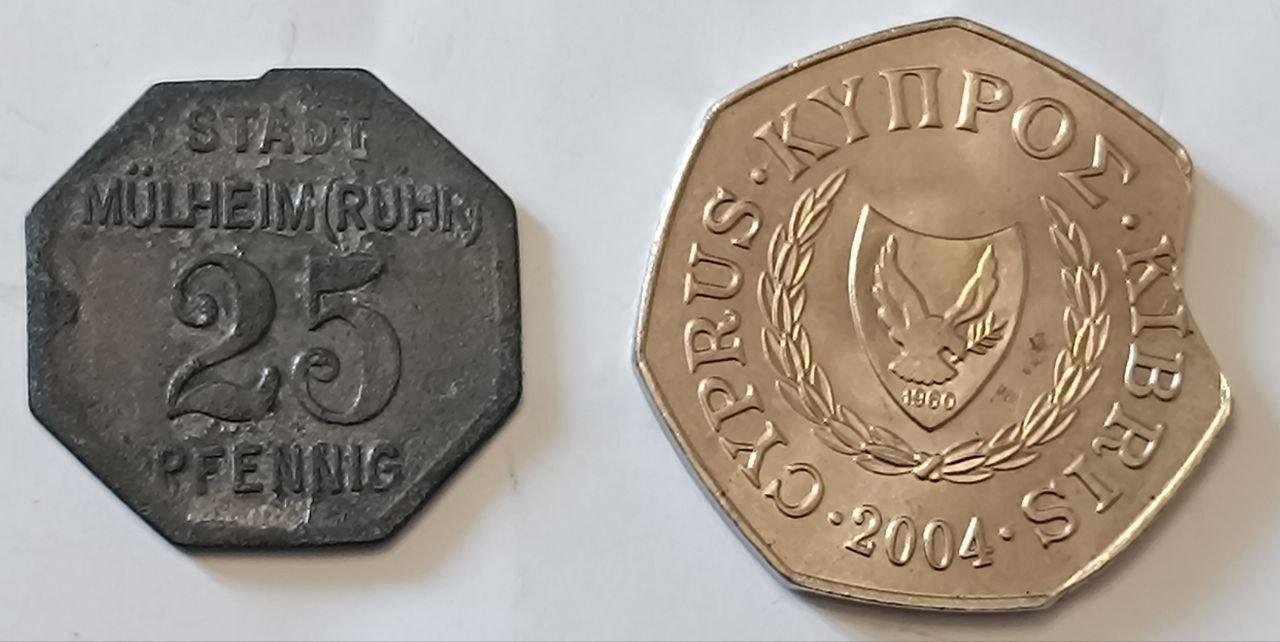 STADT
MÜLHEIM (RUHR)
25
PFENNIG
CYPRUS · ΚΥΠΡΟΣ · KIBRIS
1960
· 2004 ·